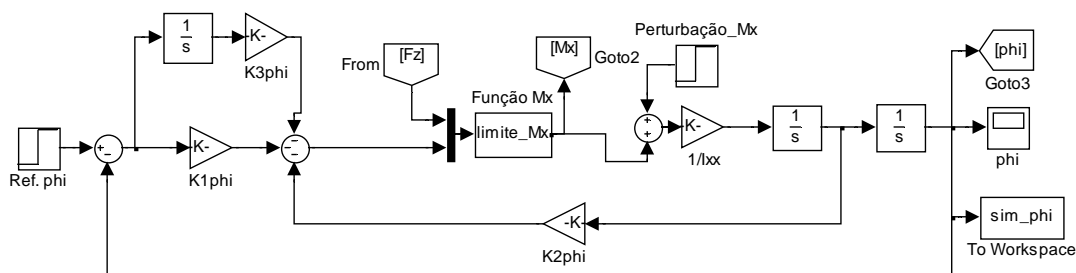 1
s
K-
K3phi
From
[Fz]
[Mx]
Goto2
Perturbação_Mx
[phi]
Goto3
Ref. phi
+
−
K-
K1phi
−
−
−
Função Mx
limite_Mx
+
+
K-
1/Ixx
1
s
1
s
phi
-K
K2phi
sim_phi
To Workspace